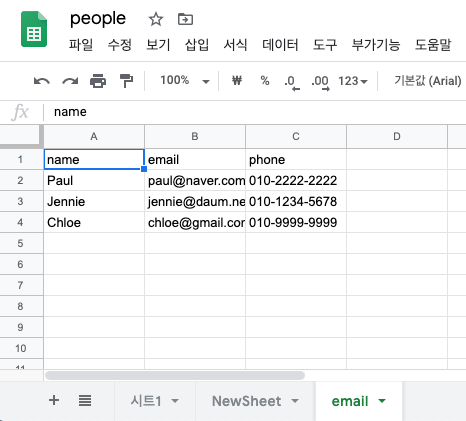 people
파일 수정 보기 삽입 서식 데이터 도구 부가기능 도움말
100% ₩ % .0 .00 123 기본값 (Arial)
fx name
A B C D
1 name email phone
2 Paul paul@naver.com 010-2222-2222
3 Jennie jennie@daum.ne 010-1234-5678
4 Chloe chloe@gmail.cor 010-9999-9999
5
6
7
8
9
10
11
+ 시트1 NewSheet email